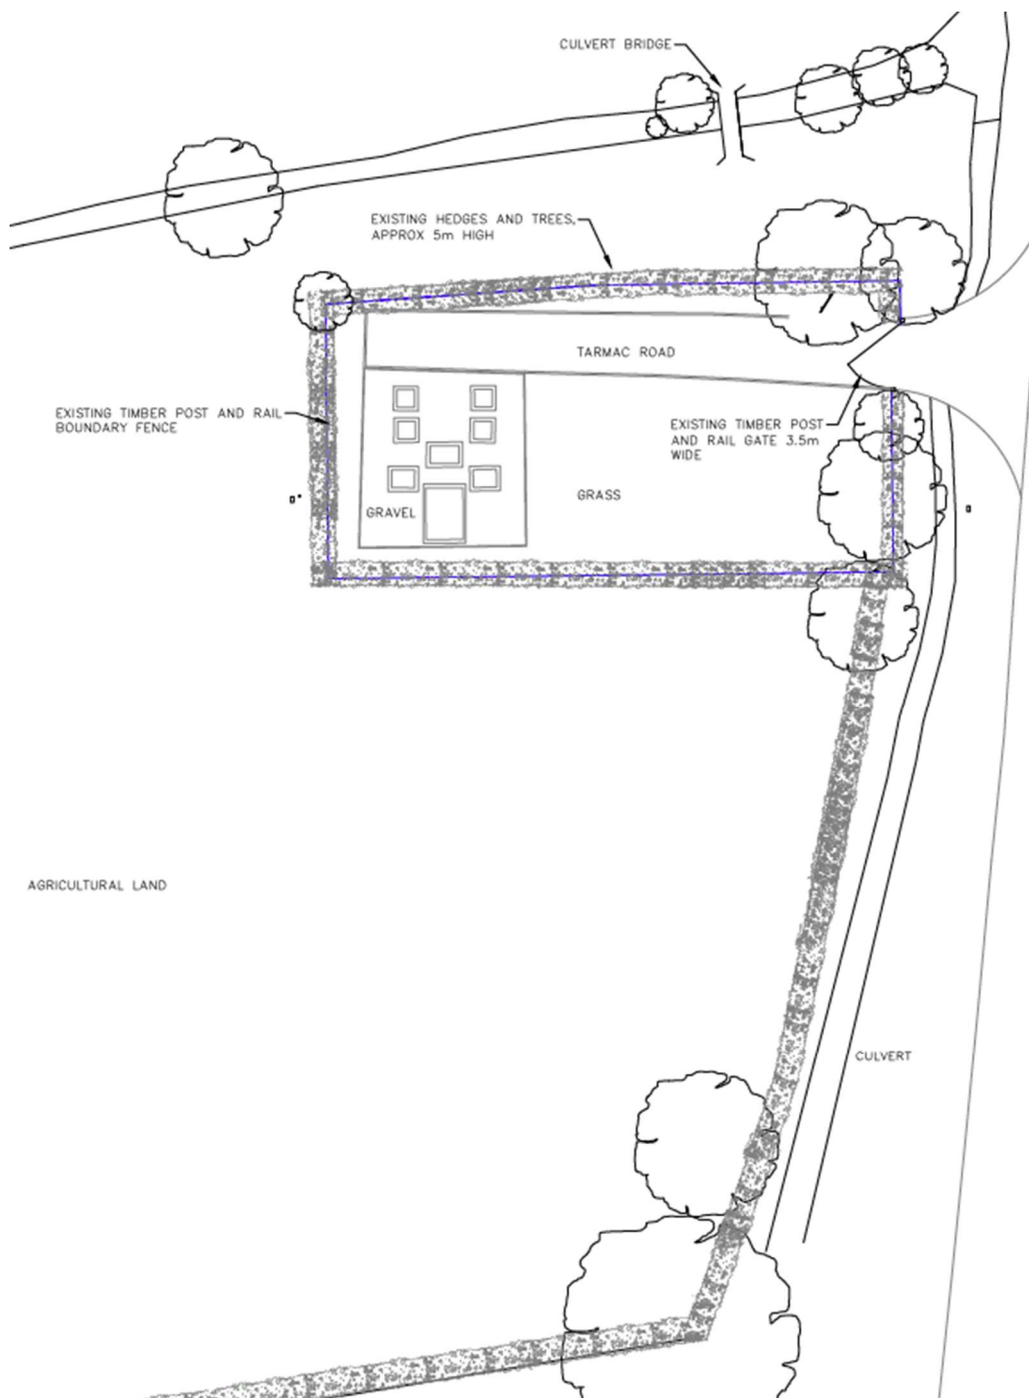 CULVERT BRIDGE
EXISTING HEDGES AND TREES,
APPROX 5m HIGH
TARMAC ROAD
EXISTING TIMBER POST AND RAIL
BOUNDARY FENCE
EXISTING TIMBER POST
AND RAIL GATE 3.5m
WIDE
GRASS
GRAVEL
AGRICULTURAL LAND
CULVERT